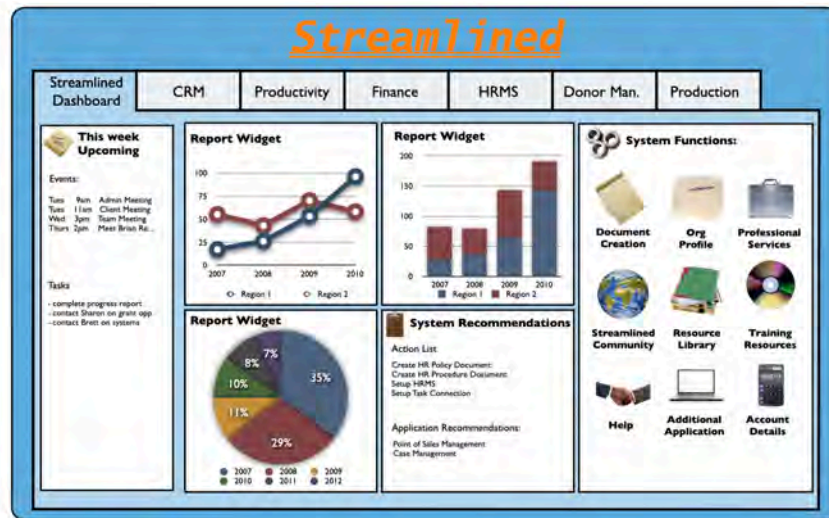 Streamlined
Streamlined
Dashboard
CRM
Productivity
Finance
HRMS
Donor Man.
Production
This week
Upcoming
Events:
Tues 9am Admin Meeting
Tues 11am Client Meeting
Wed 3pm Team Meeting
Thurs 2pm Meet Brian Re...
Tasks
- complete progress report
- contact Sharon on grant opp
- contact Brett on systems
Report Widget
100
75
50
25
0
2007 2008 2009 2010
Region 1 Region 2
Report Widget
200
150
100
50
0
2007 2008 2009 2010
Region 1 Region 2
Report Widget
7%
8%
35%
10%
11%
29%
2007 2008 2009
2010 2011 2012
System Recommendations
Action List
Create HR Policy Document
Create HR Procedure Document
Setup HRMS
Setup Task Connection
Application Recommendations:
Point of Sales Management
Case Management
System Functions:
Document
Creation
Org
Profile
Professional
Services
Streamlined
Community
Resource
Library
Training
Resources
Help
Additional
Application
Account
Details